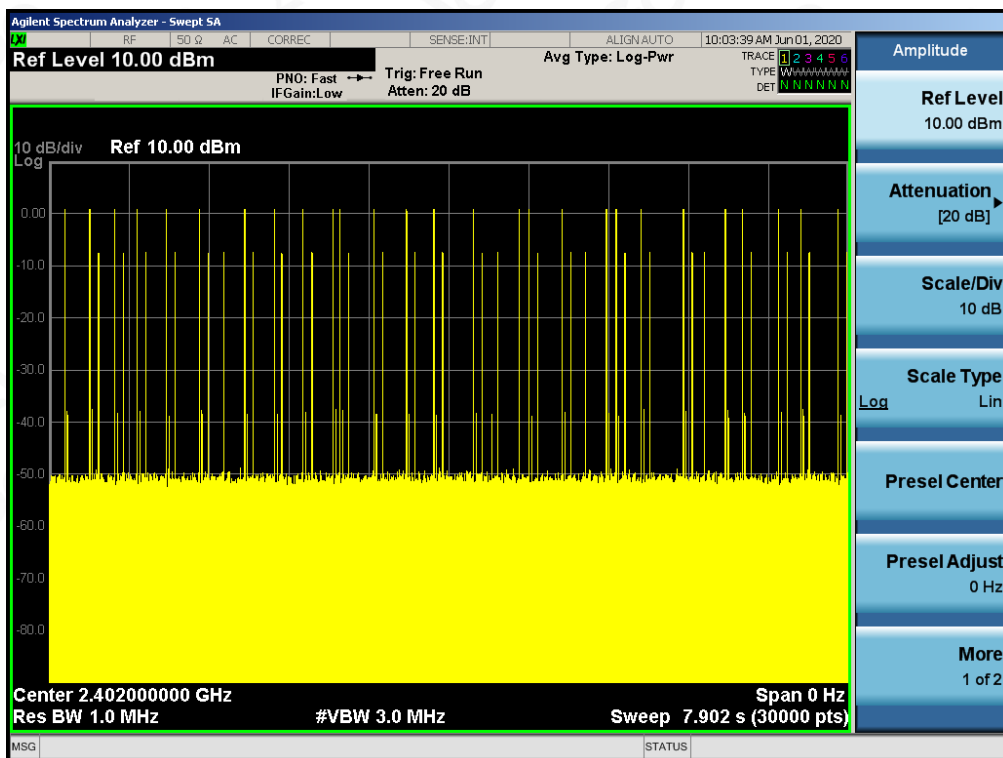 Agilent Spectrum Analyzer - Swept SA
LXI RF 50 Ω AC CORREC SENSE:INT ALIGN AUTO 10:03:39 AM Jun 01, 2020
Ref Level 10.00 dBm
PNO: Fast
IFGain:Low
Trig: Free Run
Atten: 20 dB
Avg Type: Log-Pwr
TRACE 1 2 3 4 5 6
TYPE W
DET N N N N N N
10 dB/div Ref 10.00 dBm
Log
0.00
-10.0
-20.0
-30.0
-40.0
-50.0
-60.0
-70.0
-80.0
Center 2.402000000 GHz Span 0 Hz
Res BW 1.0 MHz #VBW 3.0 MHz Sweep 7.902 s (30000 pts)
MSG STATUS
Amplitude
Ref Level
10.00 dBm
Attenuation
[20 dB]
Scale/Div
10 dB
Scale Type
Log Lin
Presel Center
Presel Adjust
0 Hz
More
1 of 2